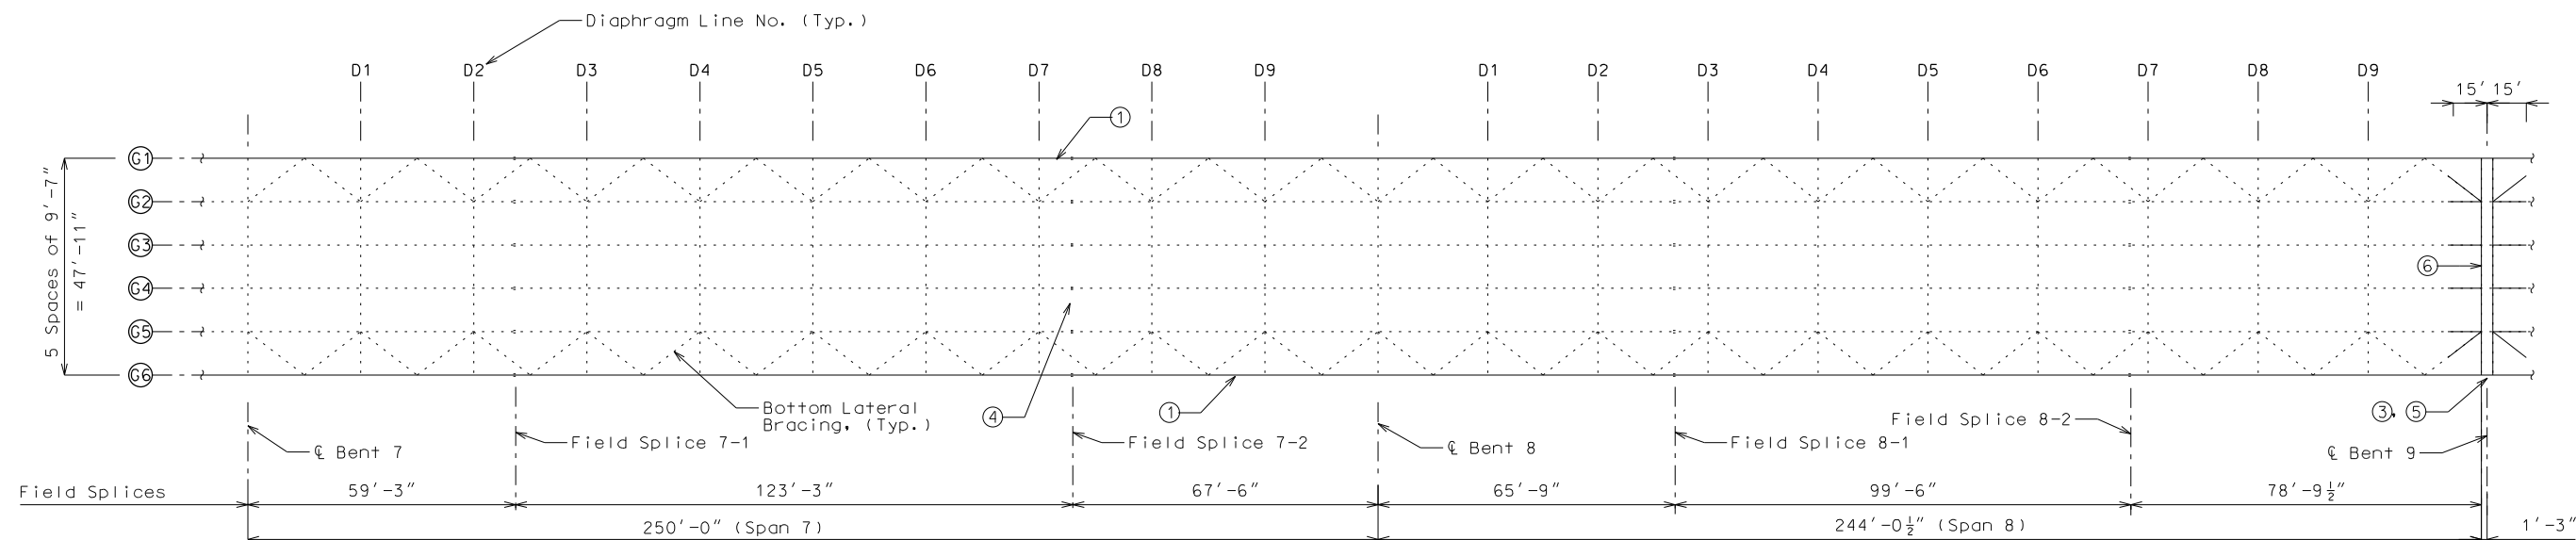 Diaphragm Line No. (Typ.)
D1 D2 D3 D4 D5 D6 D7 D8 D9 D1 D2 D3 D4 D5 D6 D7 D8 D9
15' 15'
1
G1
G2
G3
G4
G5
G6
5 Spaces of 9'-7"
= 47'-11"
6
4
1
3, 5
Bottom Lateral
Bracing, (Typ.)
℄ Bent 7
Field Splice 7-1
Field Splice 7-2
℄ Bent 8
Field Splice 8-1
Field Splice 8-2
℄ Bent 9
Field Splices
59'-3" 123'-3" 67'-6" 65'-9" 99'-6" 78'-9½"
250'-0" (Span 7) 244'-0½" (Span 8) 1'-3"